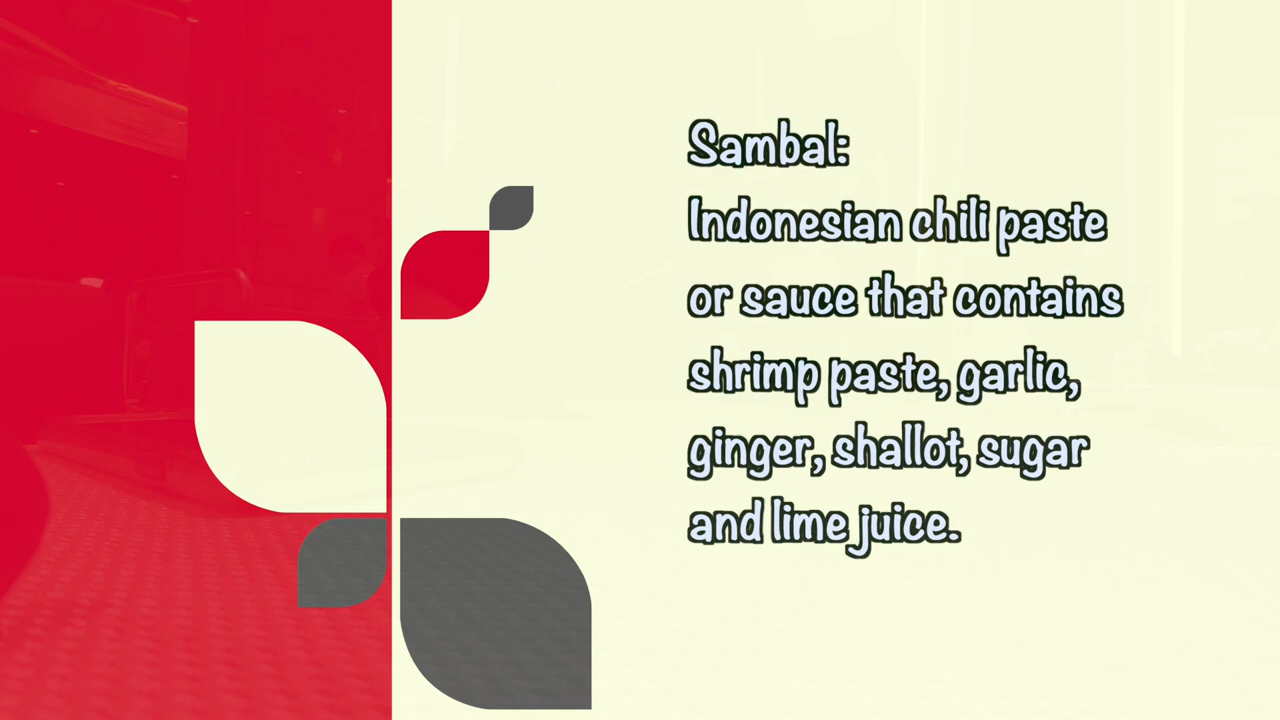 Sambal:
Indonesian chili paste
or sauce that contains
shrimp paste, garlic,
ginger, shallot, sugar
and lime juice.